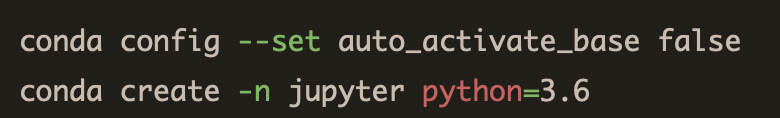 conda config --set auto_activate_base false
conda create -n jupyter python=3.6